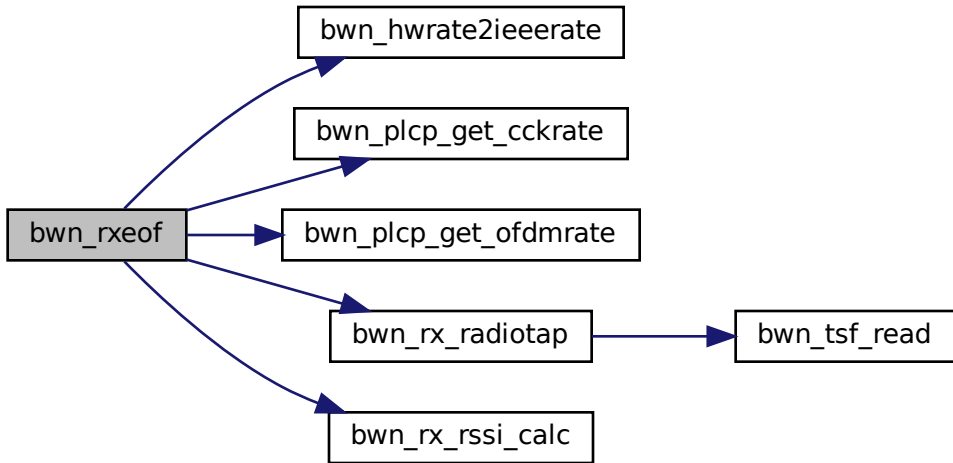 bwn_hwrate2ieeerate
bwn_plcp_get_cckrate
bwn_rxeof
bwn_plcp_get_ofdmrate
bwn_rx_radiotap
bwn_tsf_read
bwn_rx_rssi_calc